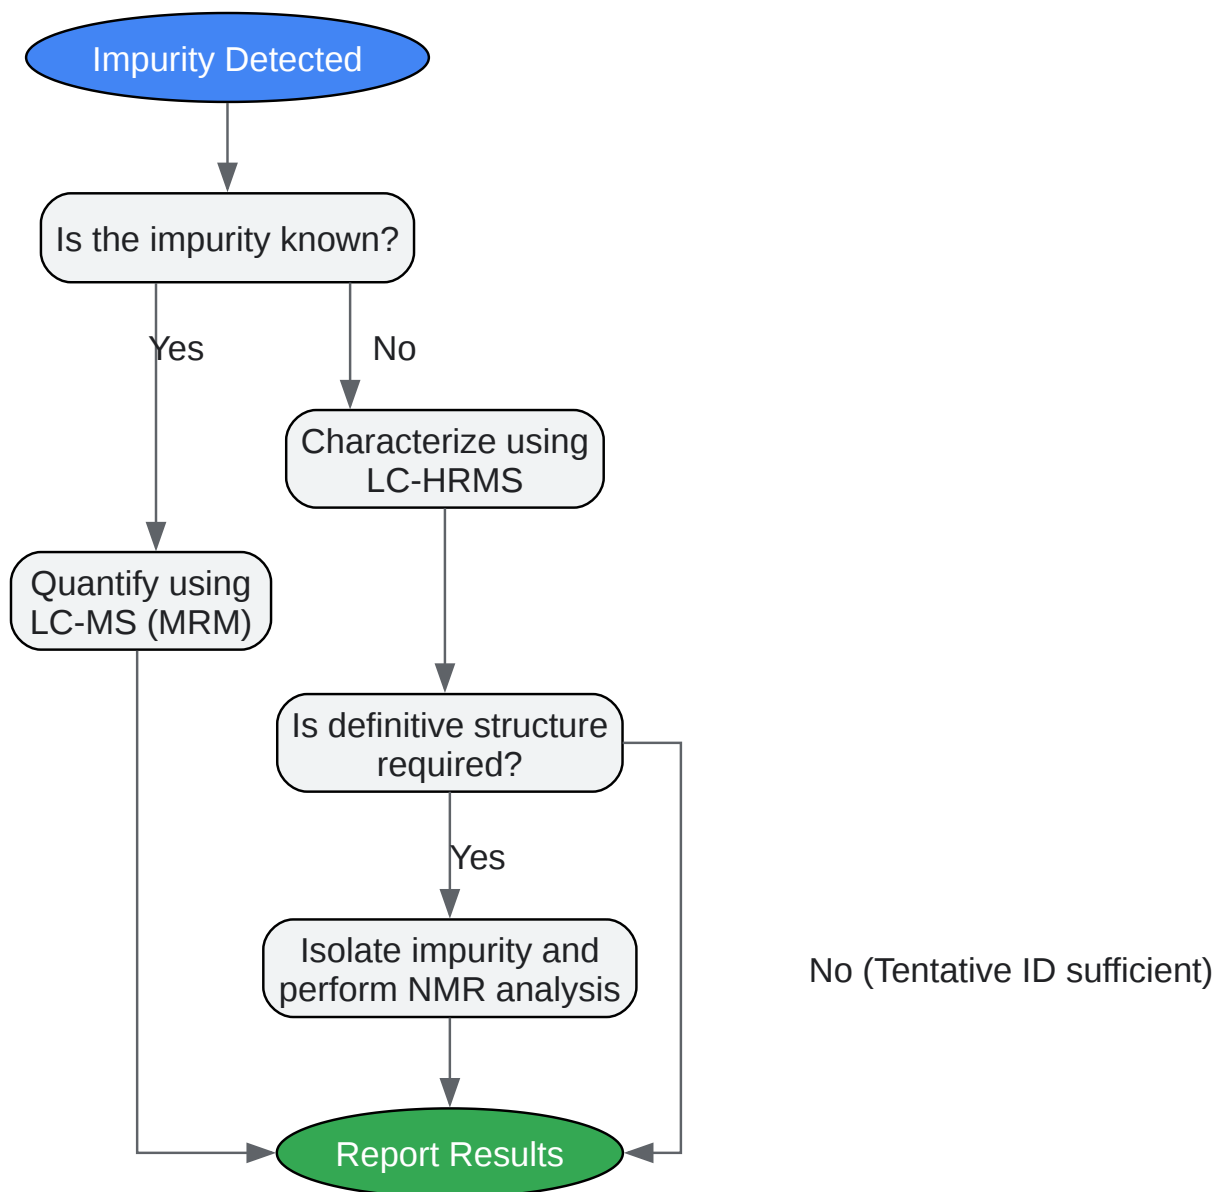 Impurity Detected
Is the impurity known?
Yes
No
Characterize using
LC-HRMS
Quantify using
LC-MS (MRM)
Is definitive structure
required?
Yes
Isolate impurity and
perform NMR analysis
No (Tentative ID sufficient)
Report Results